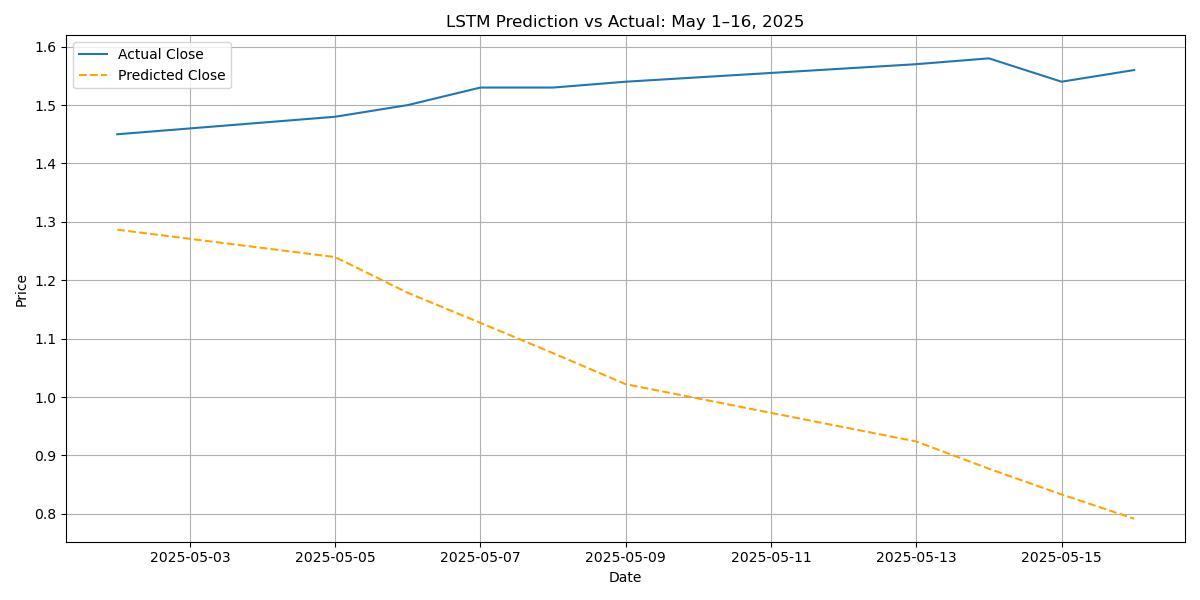 LSTM Prediction vs Actual: May 1–16, 2025
Actual Close
Predicted Close
Price
1.6
1.5
1.4
1.3
1.2
1.1
1.0
0.9
0.8
2025-05-03 2025-05-05 2025-05-07 2025-05-09 2025-05-11 2025-05-13 2025-05-15
Date